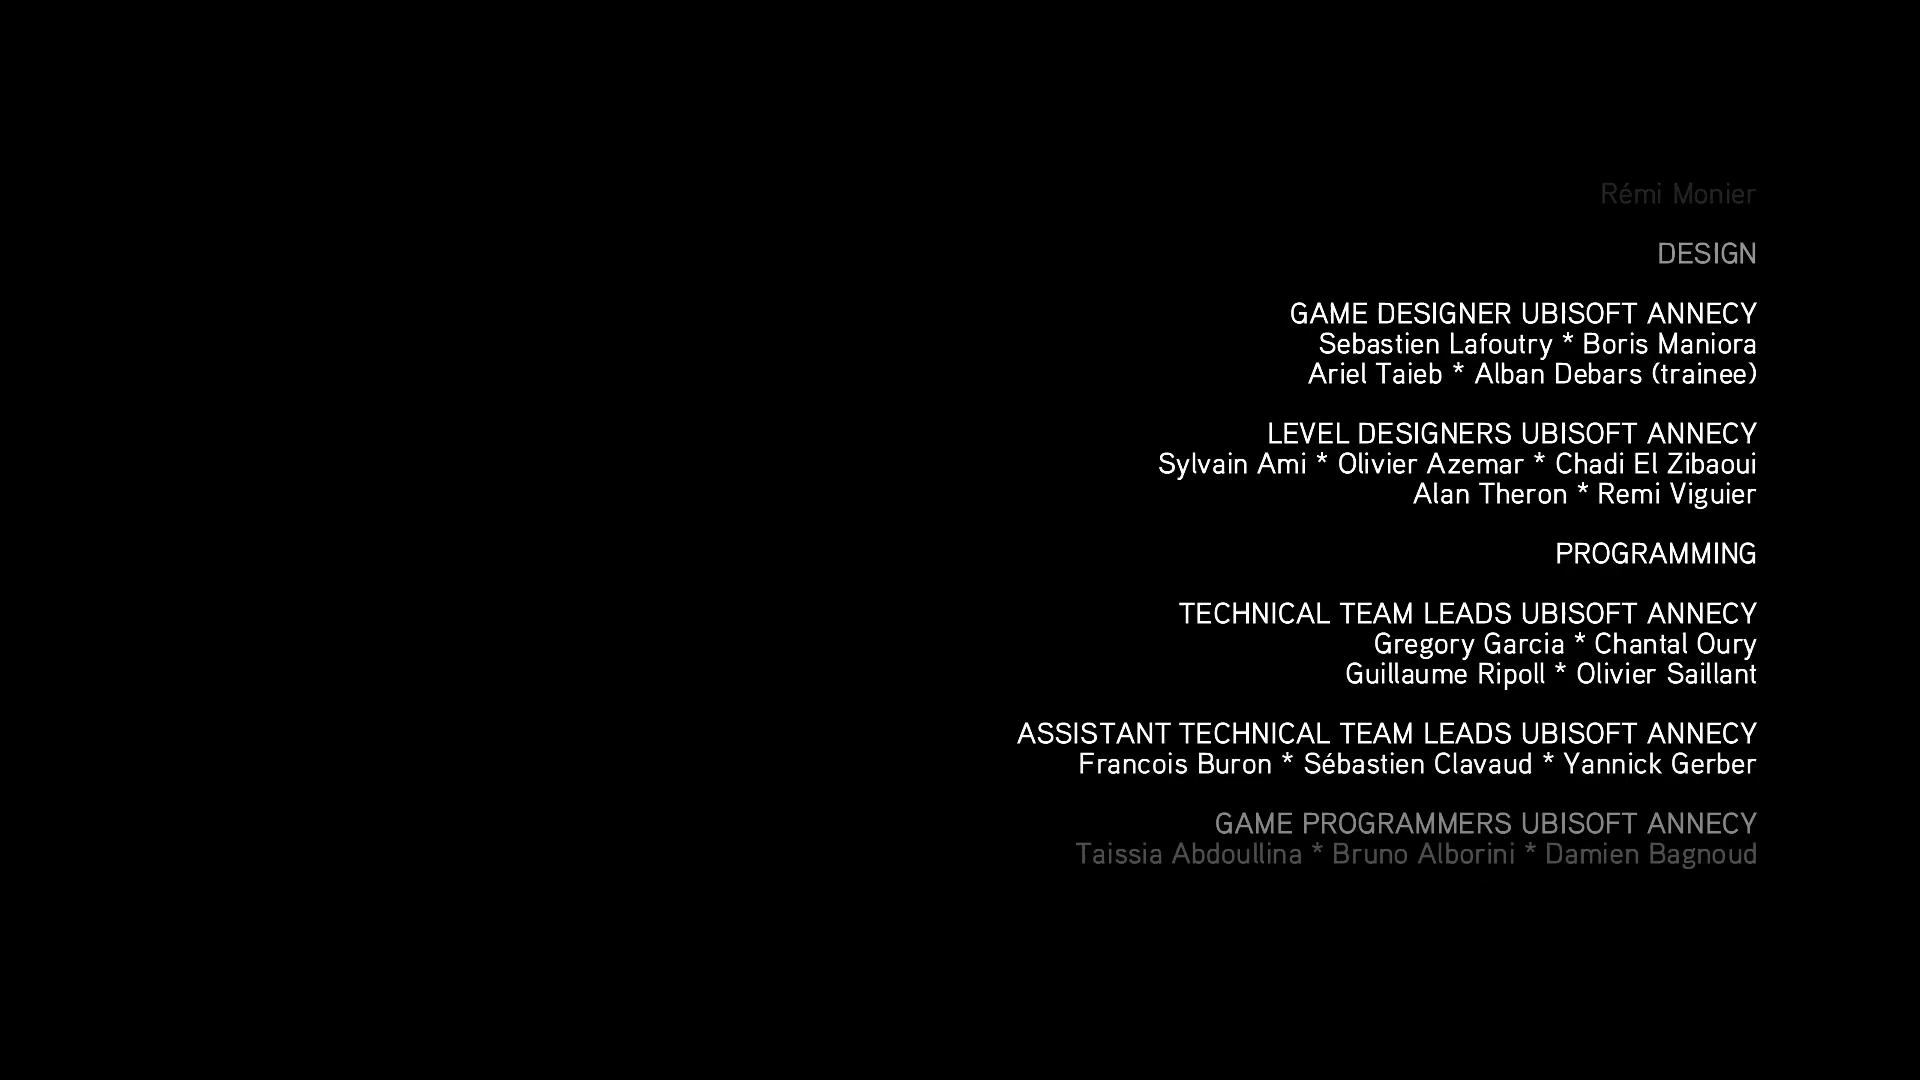 Rémi Monier
DESIGN
GAME DESIGNER UBISOFT ANNECY
Sebastien Lafoutry * Boris Maniora
Ariel Taieb * Alban Debars (trainee)
LEVEL DESIGNERS UBISOFT ANNECY
Sylvain Ami * Olivier Azemar * Chadi El Zibaoui
Alan Theron * Remi Viguier
PROGRAMMING
TECHNICAL TEAM LEADS UBISOFT ANNECY
Gregory Garcia * Chantal Oury
Guillaume Ripoll * Olivier Saillant
ASSISTANT TECHNICAL TEAM LEADS UBISOFT ANNECY
Francois Buron * Sébastien Clavaud * Yannick Gerber
GAME PROGRAMMERS UBISOFT ANNECY
Taissia Abdoullina * Bruno Alborini * Damien Bagnoud